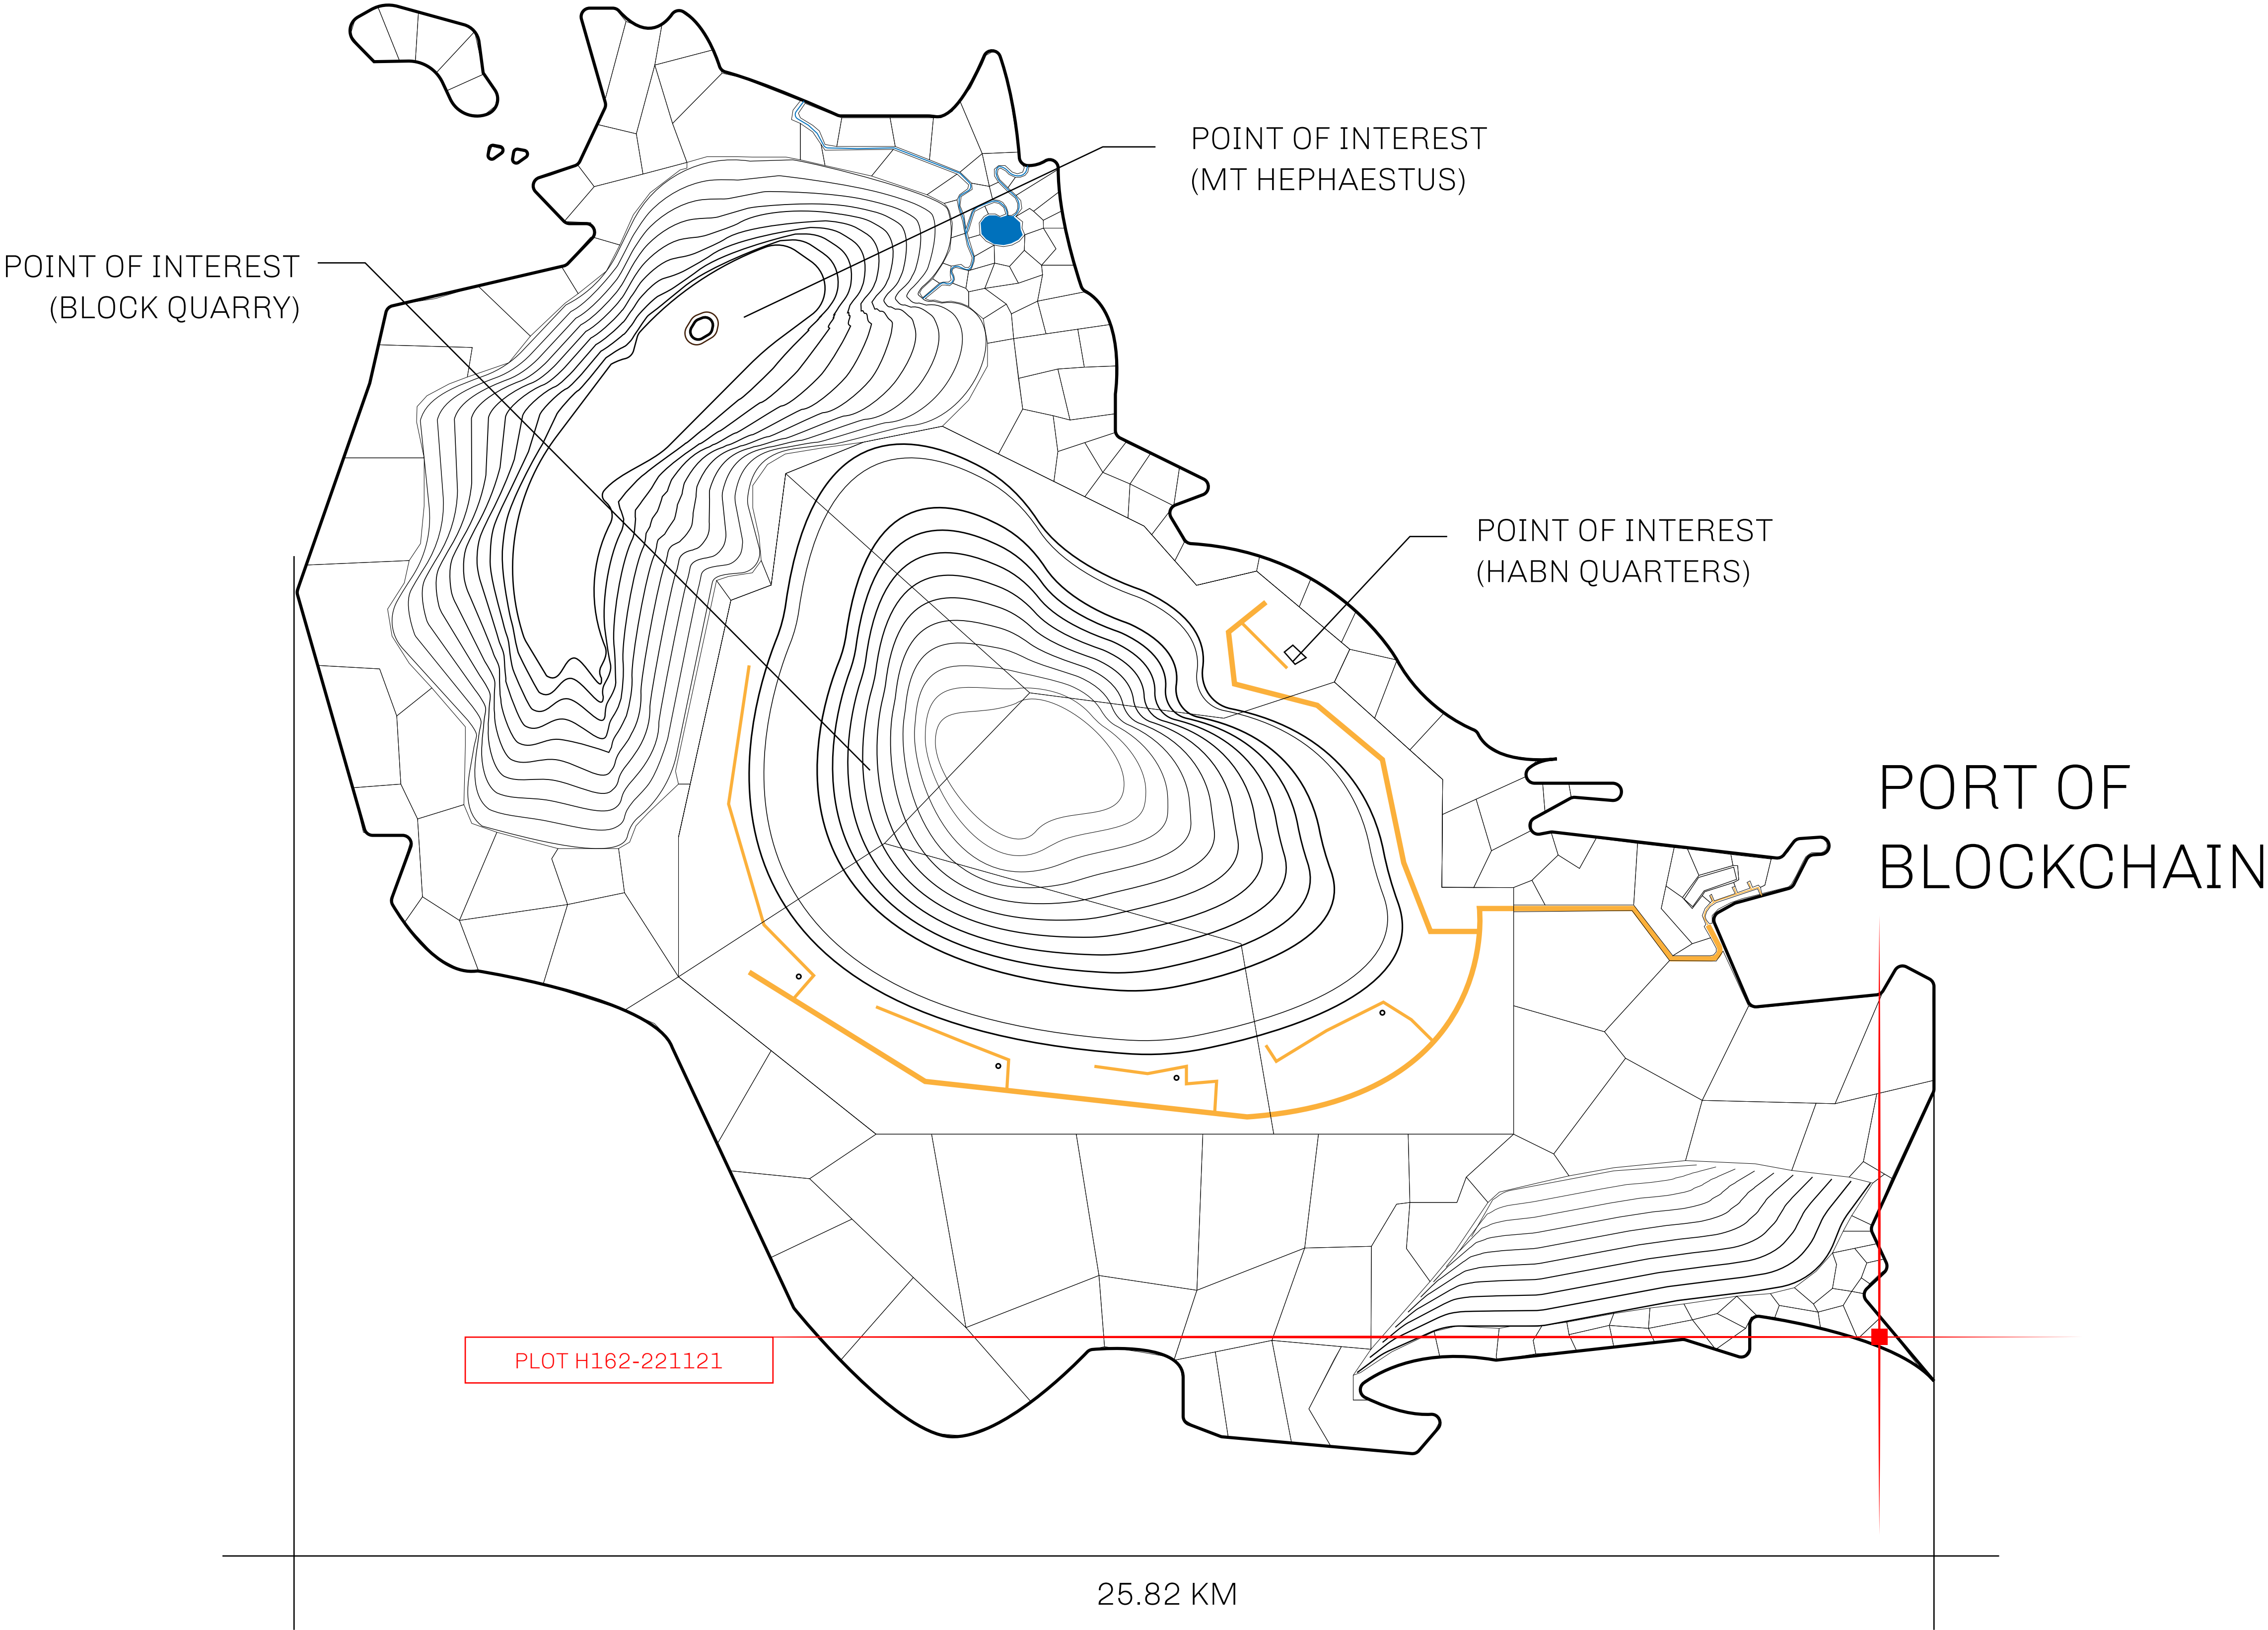 POINT OF INTEREST
(MT HEPHAESTUS)
POINT OF INTEREST
(BLOCK QUARRY)
POINT OF INTEREST
(HABN QUARTERS)
PORT OF
BLOCKCHAIN
PLOT H162-221121
25.82 KM